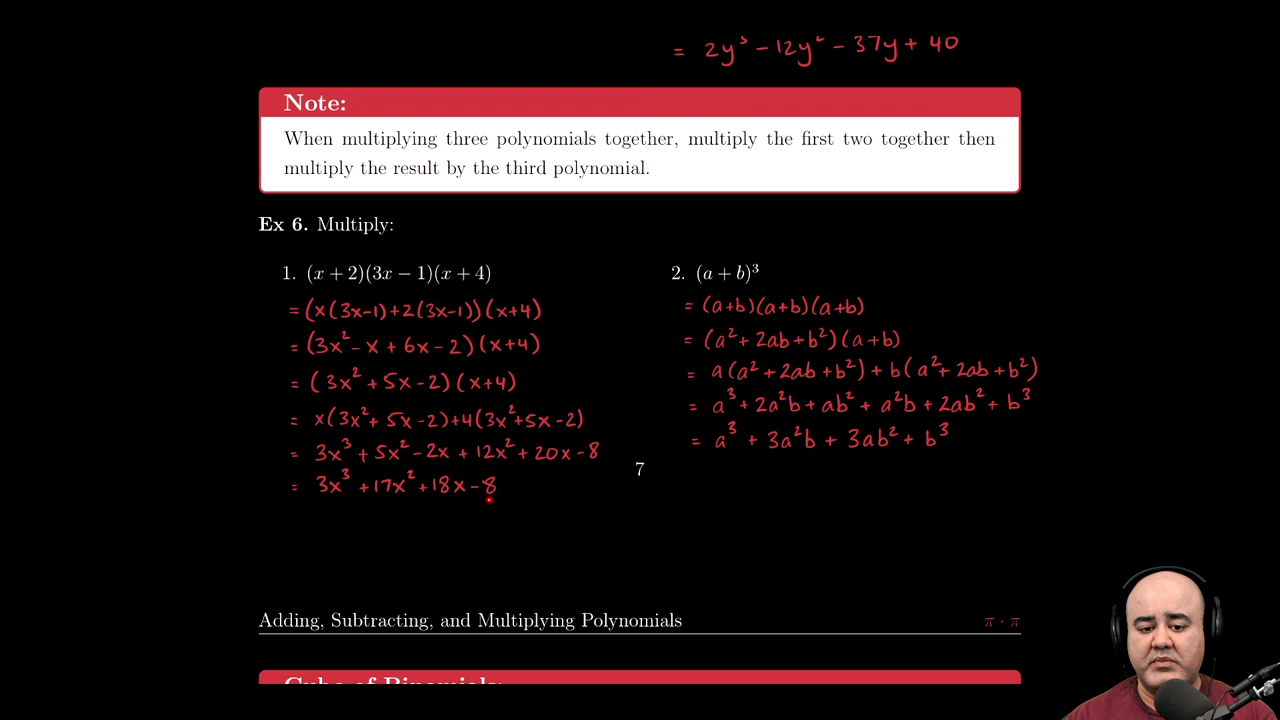 = 2y³ - 12y² - 37y + 40
Note:
When multiplying three polynomials together, multiply the first two together then
multiply the result by the third polynomial.
Ex 6. Multiply:
1. (x + 2)(3x − 1)(x + 4)
= (x(3x-1)+2(3x-1))(x+4)
= (3x² - x + 6x - 2)(x+4)
= (3x² + 5x - 2)(x+4)
= x(3x² + 5x - 2)+4(3x²+5x-2)
= 3x³ + 5x² - 2x + 12x² + 20x - 8
= 3x³ + 17x² + 18x - 8
2. (a + b)³
= (a+b)(a+b)(a+b)
= (a² + 2ab + b²)(a+b)
= a(a² + 2ab + b²) + b(a² + 2ab + b²)
= a³ + 2a²b + ab² + a²b + 2ab² + b³
= a³ + 3a²b + 3ab² + b³
7
Adding, Subtracting, and Multiplying Polynomials
π · π
Cube of Binomials: